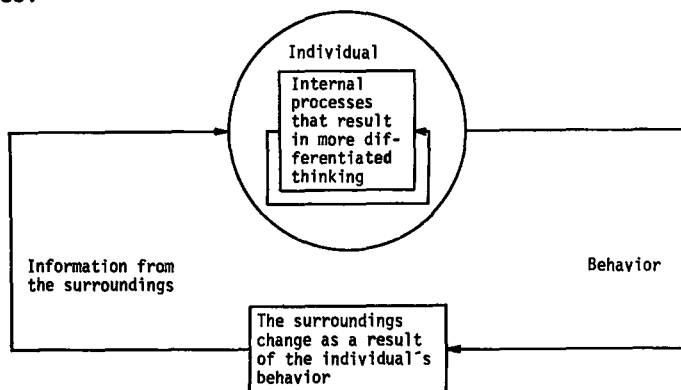 Individual
Internal
processes
that result
in more dif-
ferentiated
thinking
Information from
the surroundings
Behavior
The surroundings
change as a result
of the individual's
behavior